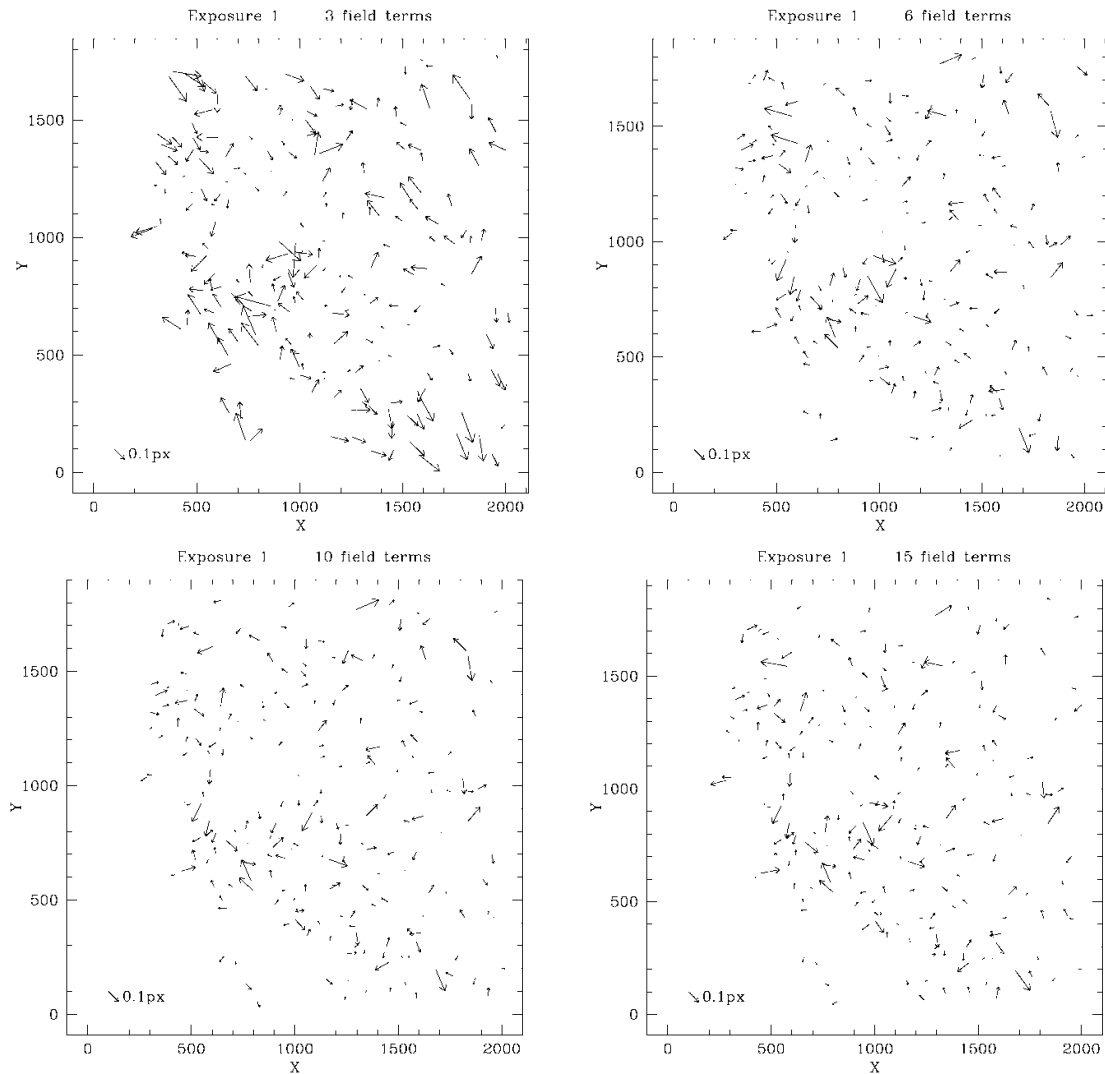 Exposure 1 3 field terms
Exposure 1 6 field terms
1500
1000
500
0
Y
0.1px
0 500 1000 1500 2000
X
1500
1000
500
0
Y
0.1px
0 500 1000 1500 2000
X
Exposure 1 10 field terms
Exposure 1 15 field terms
1500
1000
500
0
Y
0.1px
0 500 1000 1500 2000
X
1500
1000
500
0
Y
0.1px
0 500 1000 1500 2000
X